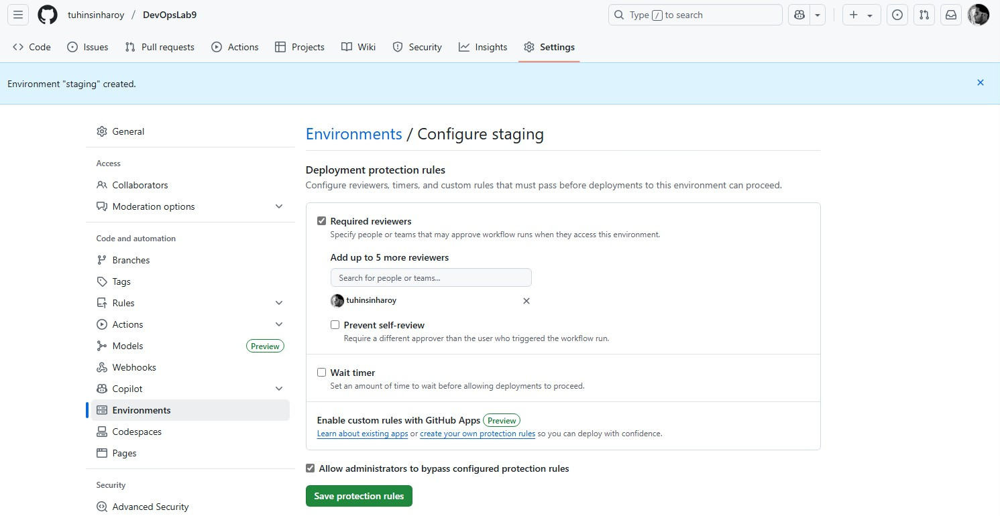 tuhinsinharoy / DevOpsLab9
Type / to search
Code Issues Pull requests Actions Projects Wiki Security Insights Settings
Environment "staging" created.
General
Access
Collaborators
Moderation options
Code and automation
Branches
Tags
Rules
Actions
Models Preview
Webhooks
Copilot
Environments
Codespaces
Pages
Security
Advanced Security
Environments / Configure staging
Deployment protection rules
Configure reviewers, timers, and custom rules that must pass before deployments to this environment can proceed.
Required reviewers
Specify people or teams that may approve workflow runs when they access this environment.
Add up to 5 more reviewers
Search for people or teams...
tuhinsinharoy
Prevent self-review
Require a different approver than the user who triggered the workflow run.
Wait timer
Set an amount of time to wait before allowing deployments to proceed.
Enable custom rules with GitHub Apps Preview
Learn about existing apps or create your own protection rules so you can deploy with confidence.
Allow administrators to bypass configured protection rules
Save protection rules